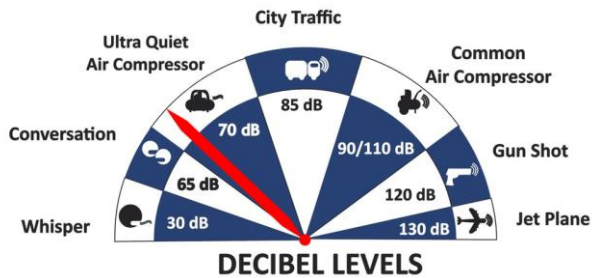 City Traffic
Ultra Quiet
Air Compressor
Common
Air Compressor
85 dB
70 dB
90/110 dB
Conversation
Gun Shot
65 dB
120 dB
Whisper
30 dB
130 dB
Jet Plane
DECIBEL LEVELS